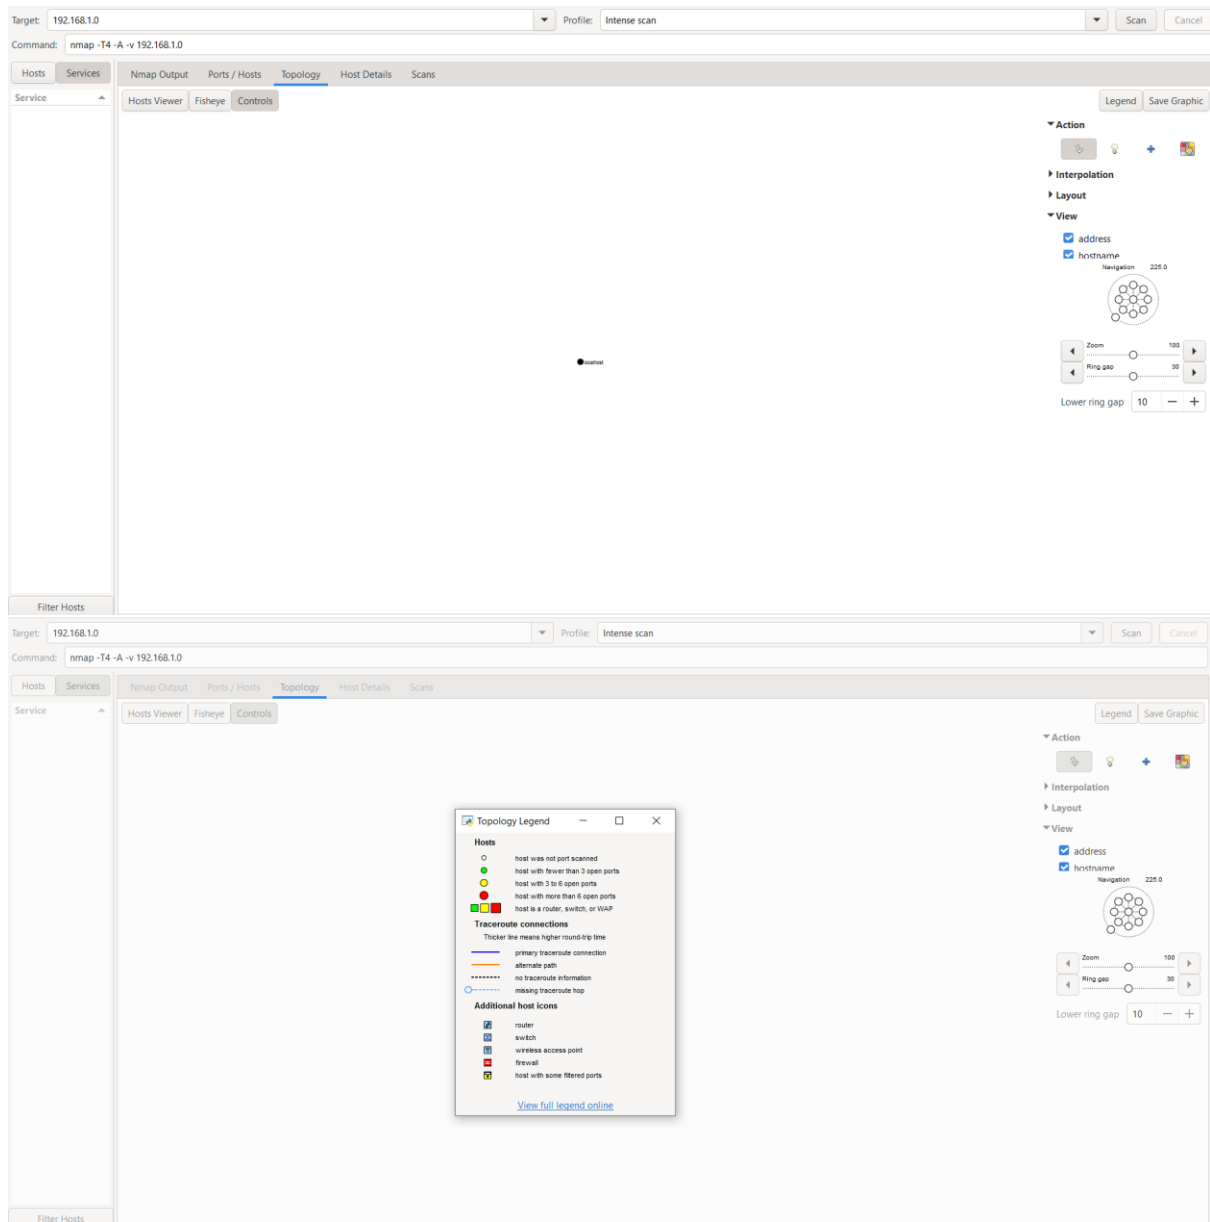 Target: 192.168.1.0 Profile: Intense scan Scan Cancel
Command: nmap -T4 -A -v 192.168.1.0
Hosts Services Nmap Output Ports / Hosts Topology Host Details Scans
Service Hosts Viewer Fisheye Controls Legend Save Graphic
Action
Interpolation
Layout
View
address
hostname
Navigation 225.0
Zoom 100
localhost
Ring gap 30
Lower ring gap 10
Filter Hosts
Target: 192.168.1.0 Profile: Intense scan Scan Cancel
Command: nmap -T4 -A -v 192.168.1.0
Hosts Services Nmap Output Ports / Hosts Topology Host Details Scans
Service Hosts Viewer Fisheye Controls Legend Save Graphic
Action
Interpolation
Layout
View
address
hostname
Navigation 225.0
Zoom 100
Ring gap 30
Lower ring gap 10
Topology Legend
Hosts
host was not port scanned
host with fewer than 3 open ports
host with 3 to 6 open ports
host with more than 6 open ports
host is a router, switch, or WAP
Traceroute connections
Thicker line means higher round-trip time
primary traceroute connection
alternate path
no traceroute information
missing traceroute hop
Additional host icons
router
switch
wireless access point
firewall
host with some filtered ports
View full legend online
Filter Hosts